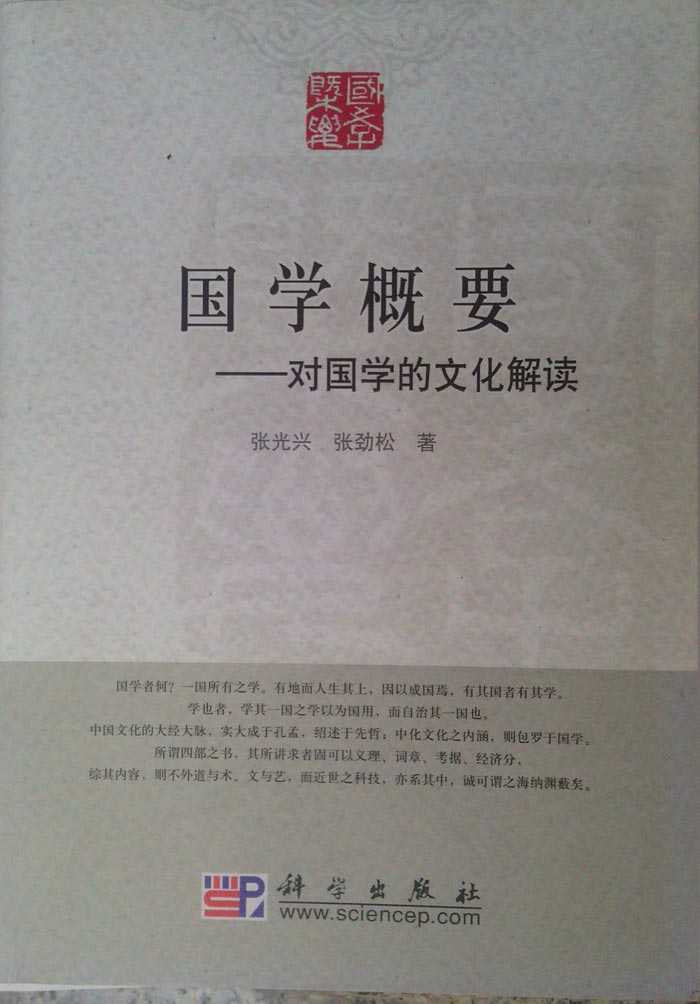 國學
概要
国学概要
——对国学的文化解读
张光兴 张劲松 著
国学者何？一国所有之学。有地而人生其上，因以成国焉，有其国者有其学。
学也者，学其一国之学以为国用，而自治其一国也。
中国文化的大经大脉，实大成于孔孟，绍述于先哲；中化文化之内涵，则包罗于国学。
所谓四部之书，其所讲求者固可以义理、词章、考据、经济分，
综其内容，则不外道与术、文与艺，而近世之科技，亦系其中，诚可谓之海纳渊薮矣。
SP
科学出版社
www.sciencep.com